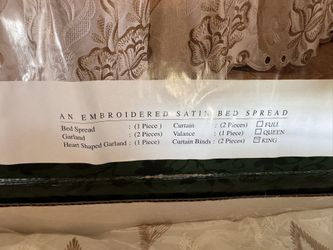 AN EMBROIDERED SATIN BED SPREAD
Bed Spread : (1 Piece) Curtain : (2 Pieces) ☐ FULL
Garland : (2 Pieces) Valance : (1 Piece) ☐ QUEEN
Heart Shaped Garland : (1 Piece) Curtain Binds : (2 Pieces) ☑ KING